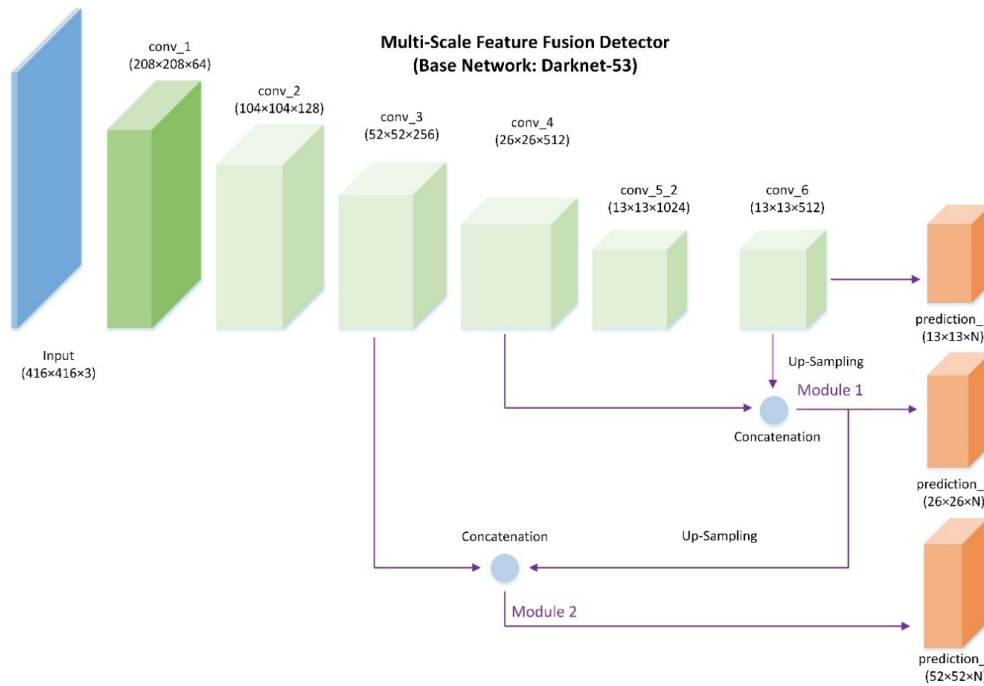 Multi-Scale Feature Fusion Detector
(Base Network: Darknet-53)
conv_1
(208×208×64)
conv_2
(104×104×128)
conv_3
(52×52×256)
conv_4
(26×26×512)
conv_5_2
(13×13×1024)
conv_6
(13×13×512)
Input
(416×416×3)
prediction_
(13×13×N)
Up-Sampling
Module 1
Concatenation
prediction_
(26×26×N)
Concatenation
Up-Sampling
Module 2
prediction_
(52×52×N)